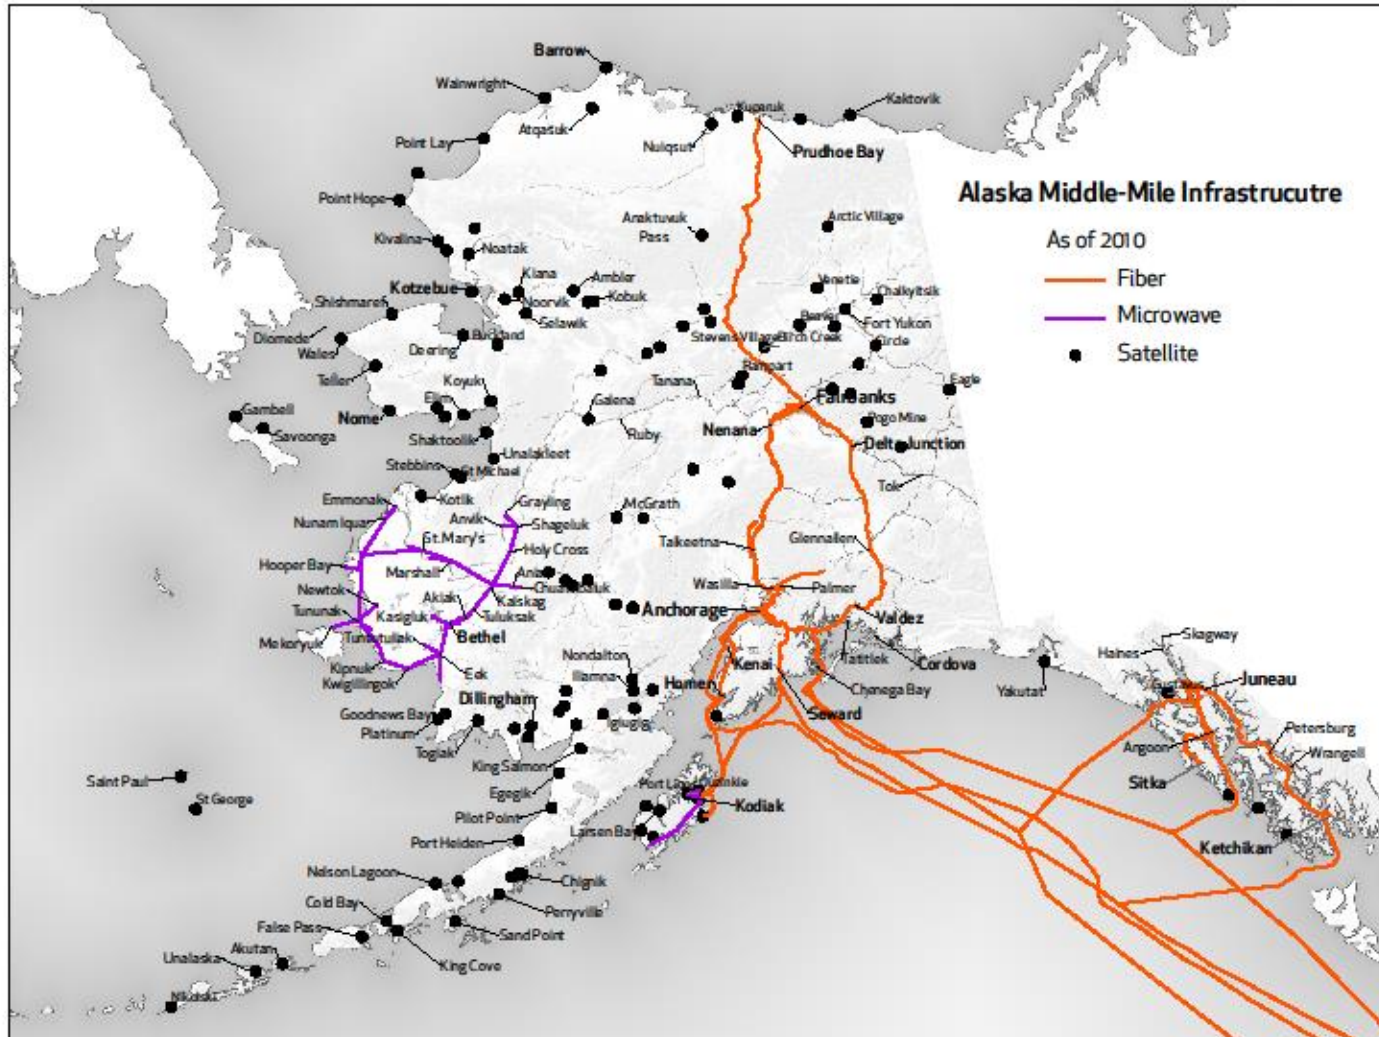 Barrow
Wainwright
Kuparuk
Kaktovik
Atqasuk
Point Lay
Nuiqsut
Prudhoe Bay
Alaska Middle-Mile Infrastrucutre
As of 2010
Fiber
Microwave
Satellite
Point Hope
Anaktuvuk
Pass
Arctic Village
Kivalina
Noatak
Kiana
Ambler
Venetie
Chalkyitsik
Kotzebue
Noorvik
Kobuk
Shishmaref
Selawik
Beaver
Fort Yukon
Diomede
Wales
Deering
Buckland
Stevens Village
Birch Creek
Circle
Teller
Koyuk
Tanana
Rampart
Eagle
Elim
Galena
Fairbanks
Gambell
Nome
Ruby
Nenana
Pogo Mine
Savoonga
Shaktoolik
Delta Junction
Unalakleet
Stebbins
St Michael
Tok
Emmonak
Kotlik
Grayling
McGrath
Nunam Iqua
Anvik
Shageluk
St. Mary's
Talkeetna
Glennallen
Holy Cross
Hooper Bay
Marshall
Wasilla
Palmer
Newtok
Akiak
Kalskag
Tununak
Kasigluk
Tuluksak
Anchorage
Valdez
Mekoryuk
Tuntutuliak
Bethel
Tatitlek
Cordova
Skagway
Haines
Kipnuk
Eek
Nondalton
Kenai
Kwigillingok
Iliamna
Homer
Chenega Bay
Yakutat
Gustavus
Juneau
Dillingham
Goodnews Bay
Igiugig
Seward
Platinum
Petersburg
Togiak
King Salmon
Argoon
Wrangell
Saint Paul
Egegik
Port Lions
Ouzinkie
Sitka
St George
Pilot Point
Kodiak
Larsen Bay
Port Heiden
Ketchikan
Nelson Lagoon
Chignik
Cold Bay
Perryville
False Pass
Sand Point
Akutan
Unalaska
King Cove
Nikolski